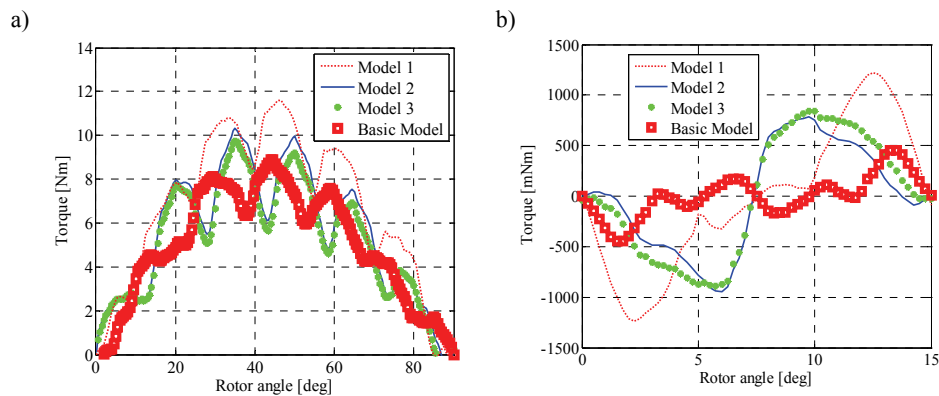 a)
14
12
10
8
6
4
2
0
Torque [Nm]
0 20 40 60 80
Rotor angle [deg]
Model 1
Model 2
Model 3
Basic Model
b)
1500
1000
500
0
-500
-1000
-1500
Torque [mNm]
0 5 10 15
Rotor angle [deg]
Model 1
Model 2
Model 3
Basic Model